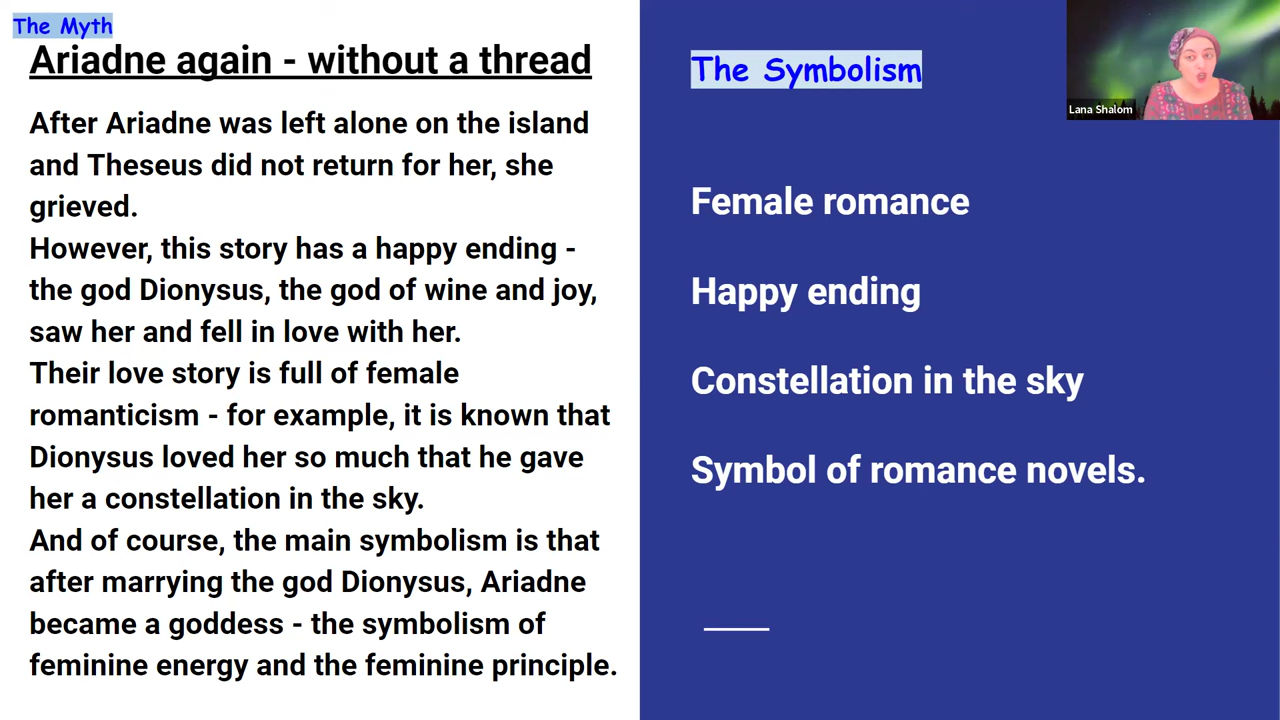 The Myth
Ariadne again - without a thread
After Ariadne was left alone on the island
and Theseus did not return for her, she
grieved.
However, this story has a happy ending -
the god Dionysus, the god of wine and joy,
saw her and fell in love with her.
Their love story is full of female
romanticism - for example, it is known that
Dionysus loved her so much that he gave
her a constellation in the sky.
And of course, the main symbolism is that
after marrying the god Dionysus, Ariadne
became a goddess - the symbolism of
feminine energy and the feminine principle.
The Symbolism
Female romance
Happy ending
Constellation in the sky
Symbol of romance novels.
Lana Shalom